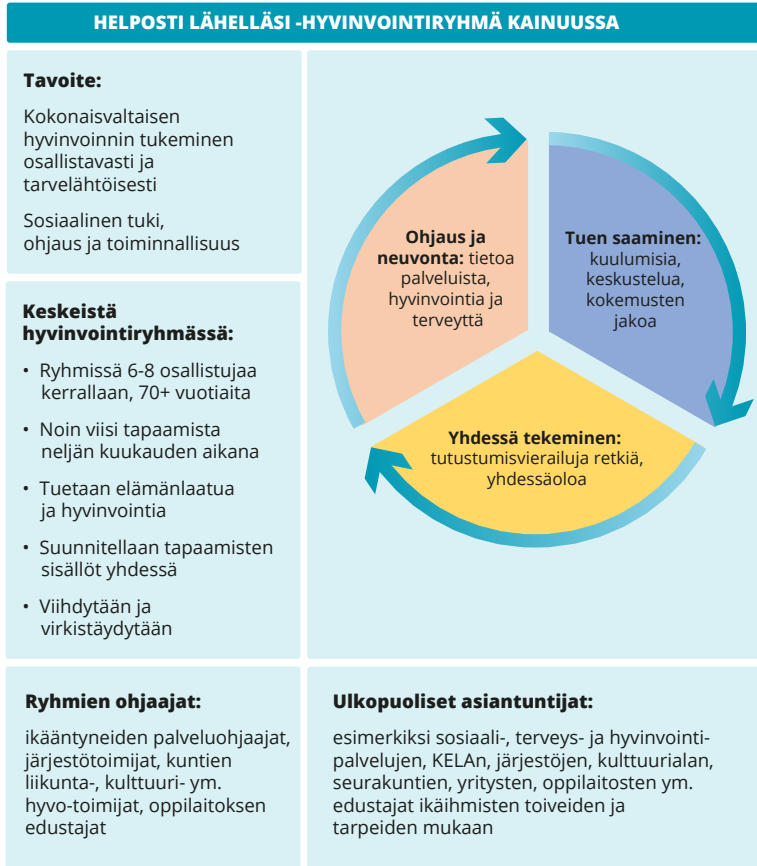 HELPOSTI LÄHELLÄSI -HYVINVOINTIRYHMÄ KAINUUSSA
Tavoite:
Kokonaisvaltaisen
hyvinvoinnin tukeminen
osallistavasti ja
tarvelähtöisesti
Sosiaalinen tuki,
ohjaus ja toiminnallisuus
Keskeistä
hyvinvointiryhmässä:
• Ryhmissä 6-8 osallistujaa
kerrallaan, 70+ vuotiaita
• Noin viisi tapaamista
neljän kuukauden aikana
• Tuetaan elämänlaatua
ja hyvinvointia
• Suunnitellaan tapaamisten
sisällöt yhdessä
• Viihdytään ja
virkistäydytään
Ohjaus ja
neuvonta: tietoa
palveluista,
hyvinvointia ja
terveyttä
Tuen saaminen:
kuulumisia,
keskustelua,
kokemusten
jakoa
Yhdessä tekeminen:
tutustumisvierailuja retkiä,
yhdessäoloa
Ryhmien ohjaajat:
ikääntyneiden palveluohjaajat,
järjestötoimijat, kuntien
liikunta-, kulttuuri- ym.
hyvo-toimijat, oppilaitoksen
edustajat
Ulkopuoliset asiantuntijat:
esimerkiksi sosiaali-, terveys- ja hyvinvointi-
palvelujen, KELAn, järjestöjen, kulttuurialan,
seurakuntien, yritysten, oppilaitosten ym.
edustajat ikäihmisten toiveiden ja
tarpeiden mukaan